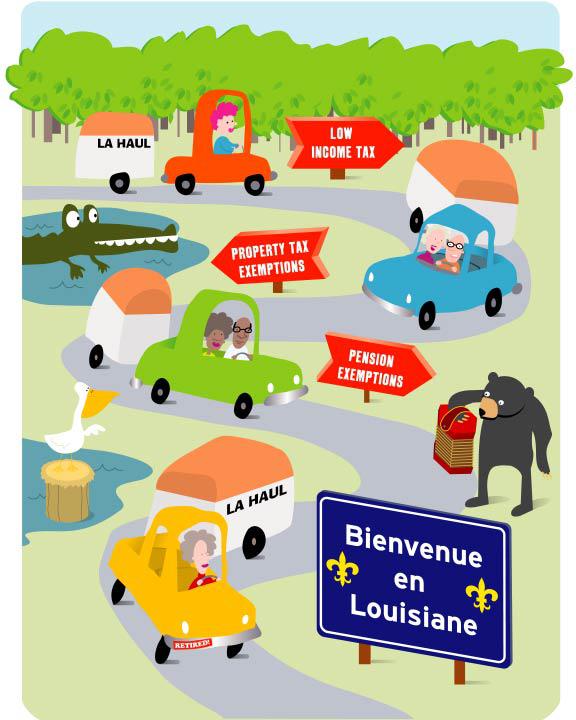 LA HAUL
LOW
INCOME TAX
PROPERTY TAX
EXEMPTIONS
PENSION
EXEMPTIONS
LA HAUL
Bienvenue
en
Louisiane
RETIRED!